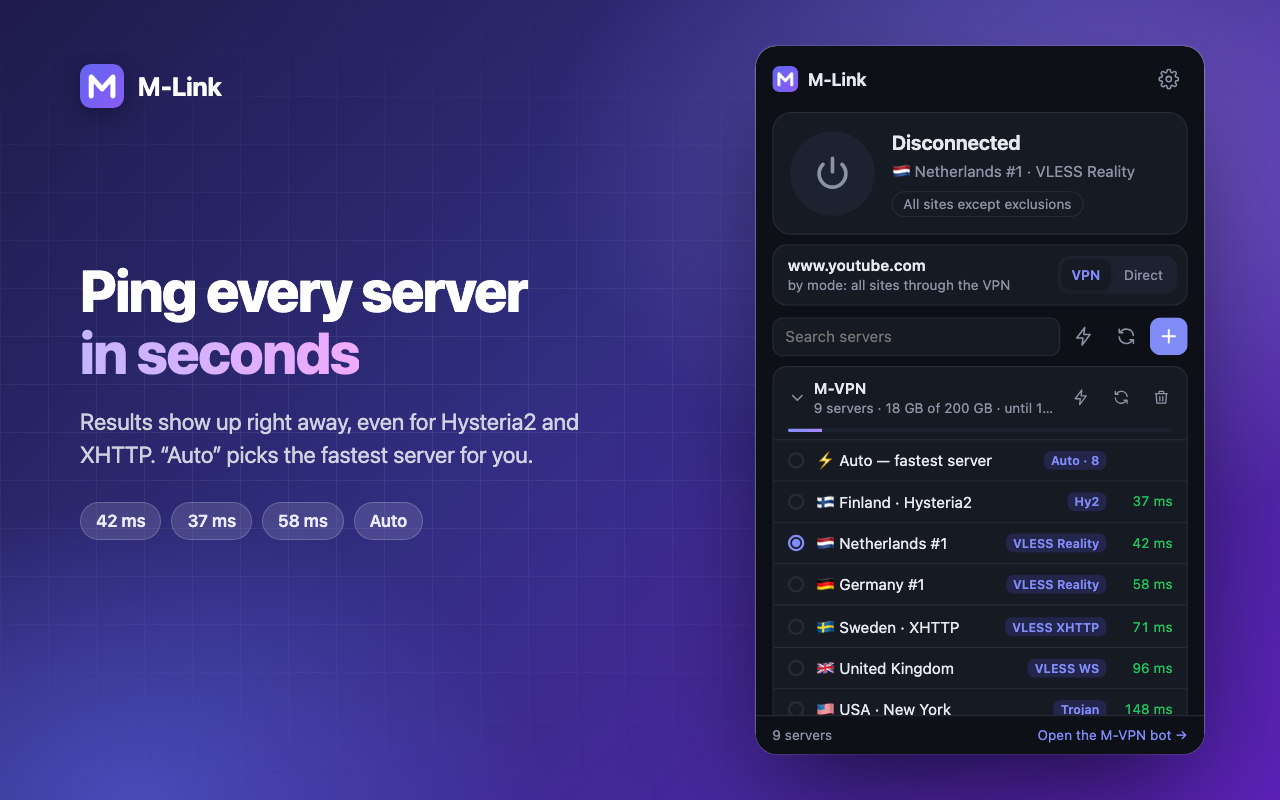 M-Link
Ping every server
in seconds
Results show up right away, even for Hysteria2 and
XHTTP. “Auto” picks the fastest server for you.
42 ms 37 ms 58 ms Auto
M-Link
Disconnected
🇳🇱 Netherlands #1 · VLESS Reality
All sites except exclusions
www.youtube.com
by mode: all sites through the VPN
VPN Direct
Search servers
M-VPN
9 servers · 18 GB of 200 GB · until 1…
⚡ Auto — fastest server Auto · 8
🇫🇮 Finland · Hysteria2 Hy2 37 ms
🇳🇱 Netherlands #1 VLESS Reality 42 ms
🇩🇪 Germany #1 VLESS Reality 58 ms
🇸🇪 Sweden · XHTTP VLESS XHTTP 71 ms
🇬🇧 United Kingdom VLESS WS 96 ms
🇺🇸 USA · New York Trojan 148 ms
9 servers Open the M-VPN bot →